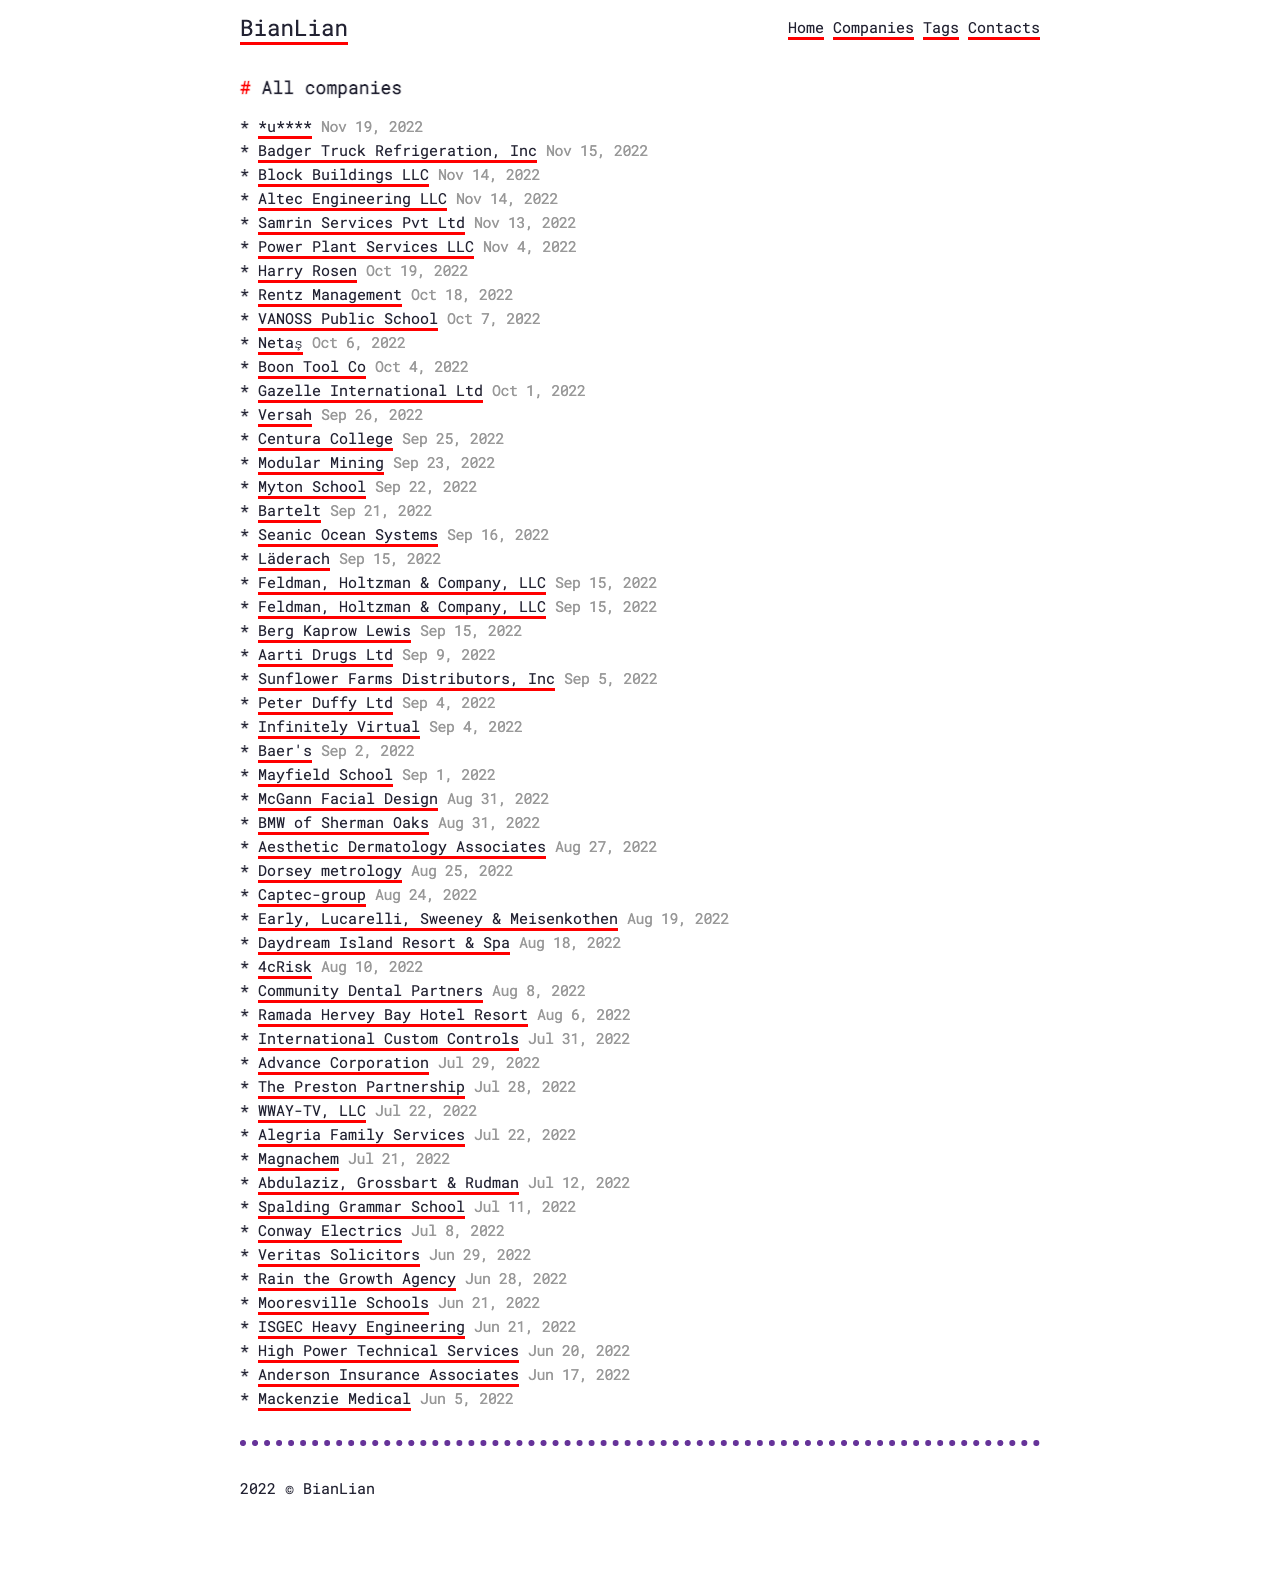 BianLian
Home Companies Tags Contacts
# All companies
* *u**** Nov 19, 2022
* Badger Truck Refrigeration, Inc Nov 15, 2022
* Block Buildings LLC Nov 14, 2022
* Altec Engineering LLC Nov 14, 2022
* Samrin Services Pvt Ltd Nov 13, 2022
* Power Plant Services LLC Nov 4, 2022
* Harry Rosen Oct 19, 2022
* Rentz Management Oct 18, 2022
* VANOSS Public School Oct 7, 2022
* Netaş Oct 6, 2022
* Boon Tool Co Oct 4, 2022
* Gazelle International Ltd Oct 1, 2022
* Versah Sep 26, 2022
* Centura College Sep 25, 2022
* Modular Mining Sep 23, 2022
* Myton School Sep 22, 2022
* Bartelt Sep 21, 2022
* Seanic Ocean Systems Sep 16, 2022
* Läderach Sep 15, 2022
* Feldman, Holtzman & Company, LLC Sep 15, 2022
* Feldman, Holtzman & Company, LLC Sep 15, 2022
* Berg Kaprow Lewis Sep 15, 2022
* Aarti Drugs Ltd Sep 9, 2022
* Sunflower Farms Distributors, Inc Sep 5, 2022
* Peter Duffy Ltd Sep 4, 2022
* Infinitely Virtual Sep 4, 2022
* Baer's Sep 2, 2022
* Mayfield School Sep 1, 2022
* McGann Facial Design Aug 31, 2022
* BMW of Sherman Oaks Aug 31, 2022
* Aesthetic Dermatology Associates Aug 27, 2022
* Dorsey metrology Aug 25, 2022
* Captec-group Aug 24, 2022
* Early, Lucarelli, Sweeney & Meisenkothen Aug 19, 2022
* Daydream Island Resort & Spa Aug 18, 2022
* 4cRisk Aug 10, 2022
* Community Dental Partners Aug 8, 2022
* Ramada Hervey Bay Hotel Resort Aug 6, 2022
* International Custom Controls Jul 31, 2022
* Advance Corporation Jul 29, 2022
* The Preston Partnership Jul 28, 2022
* WWAY-TV, LLC Jul 22, 2022
* Alegria Family Services Jul 22, 2022
* Magnachem Jul 21, 2022
* Abdulaziz, Grossbart & Rudman Jul 12, 2022
* Spalding Grammar School Jul 11, 2022
* Conway Electrics Jul 8, 2022
* Veritas Solicitors Jun 29, 2022
* Rain the Growth Agency Jun 28, 2022
* Mooresville Schools Jun 21, 2022
* ISGEC Heavy Engineering Jun 21, 2022
* High Power Technical Services Jun 20, 2022
* Anderson Insurance Associates Jun 17, 2022
* Mackenzie Medical Jun 5, 2022
2022 © BianLian